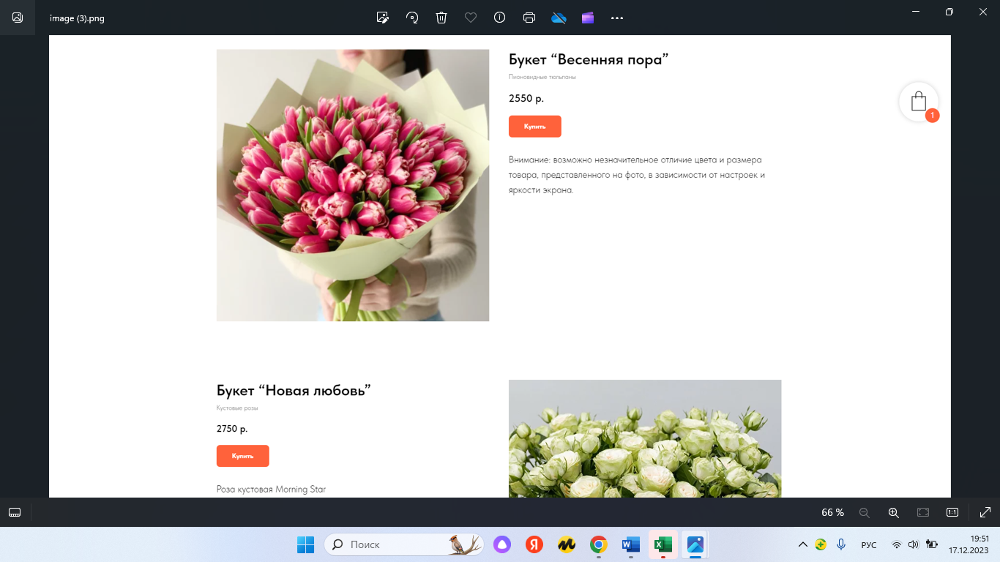 image (3).png
Букет “Весенняя пора”
Пионовидные тюльпаны
2550 р.
1
Купить
Внимание: возможно незначительное отличие цвета и размера
товара, представленного на фото, в зависимости от настроек и
яркости экрана.
Букет “Новая любовь”
Кустовые розы
2750 р.
Купить
Роза кустовая Morning Star
66 %
1:1
Поиск
Я
РУС
19:51
17.12.2023